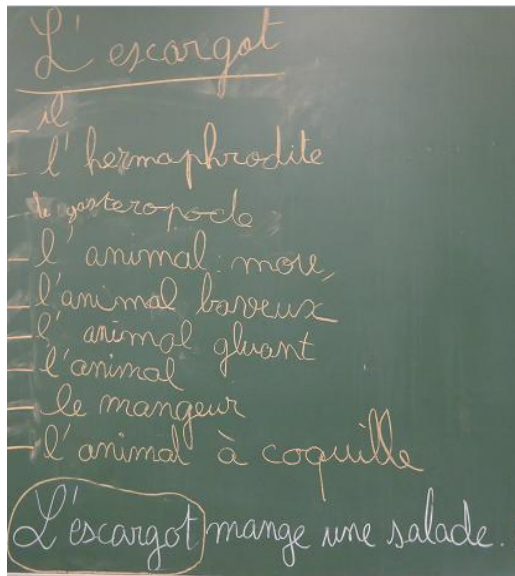 L'escargot
- il
- l'hermaphrodite
- le gasteropode
- l'animal mou,
- l'animal baveux
- l'animal gluant
- l'animal
- le mangeur
- l'animal à coquille
L'escargot mange une salade.